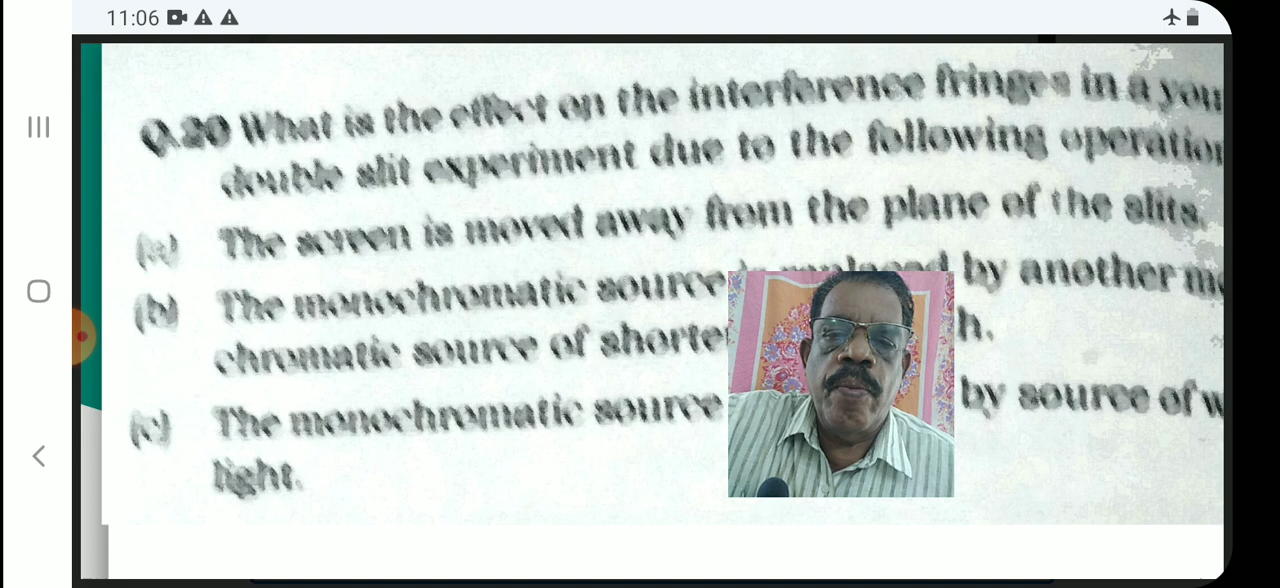 11:06
Q.20 What is the effect on the interference fringes in a you
double slit experiment due to the following operation
(a) The screen is moved away from the plane of the slits.
(b) The monochromatic source by another mo
chromatic source of shorte h.
(c) The monochromatic source by source of w
light.